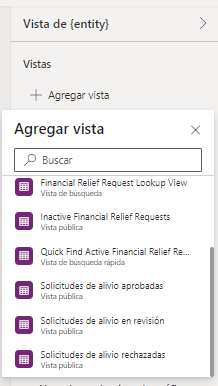 Vista de {entity}
Vistas
Agregar vista
Agregar vista
Buscar
Financial Relief Request Lookup View
Vista de búsqueda
Inactive Financial Relief Requests
Vista pública
Quick Find Active Financial Relief Re...
Vista de búsqueda rápida
Solicitudes de alivio aprobadas
Vista pública
Solicitudes de alivio en revisión
Vista pública
Solicitudes de alivio rechazadas
Vista pública